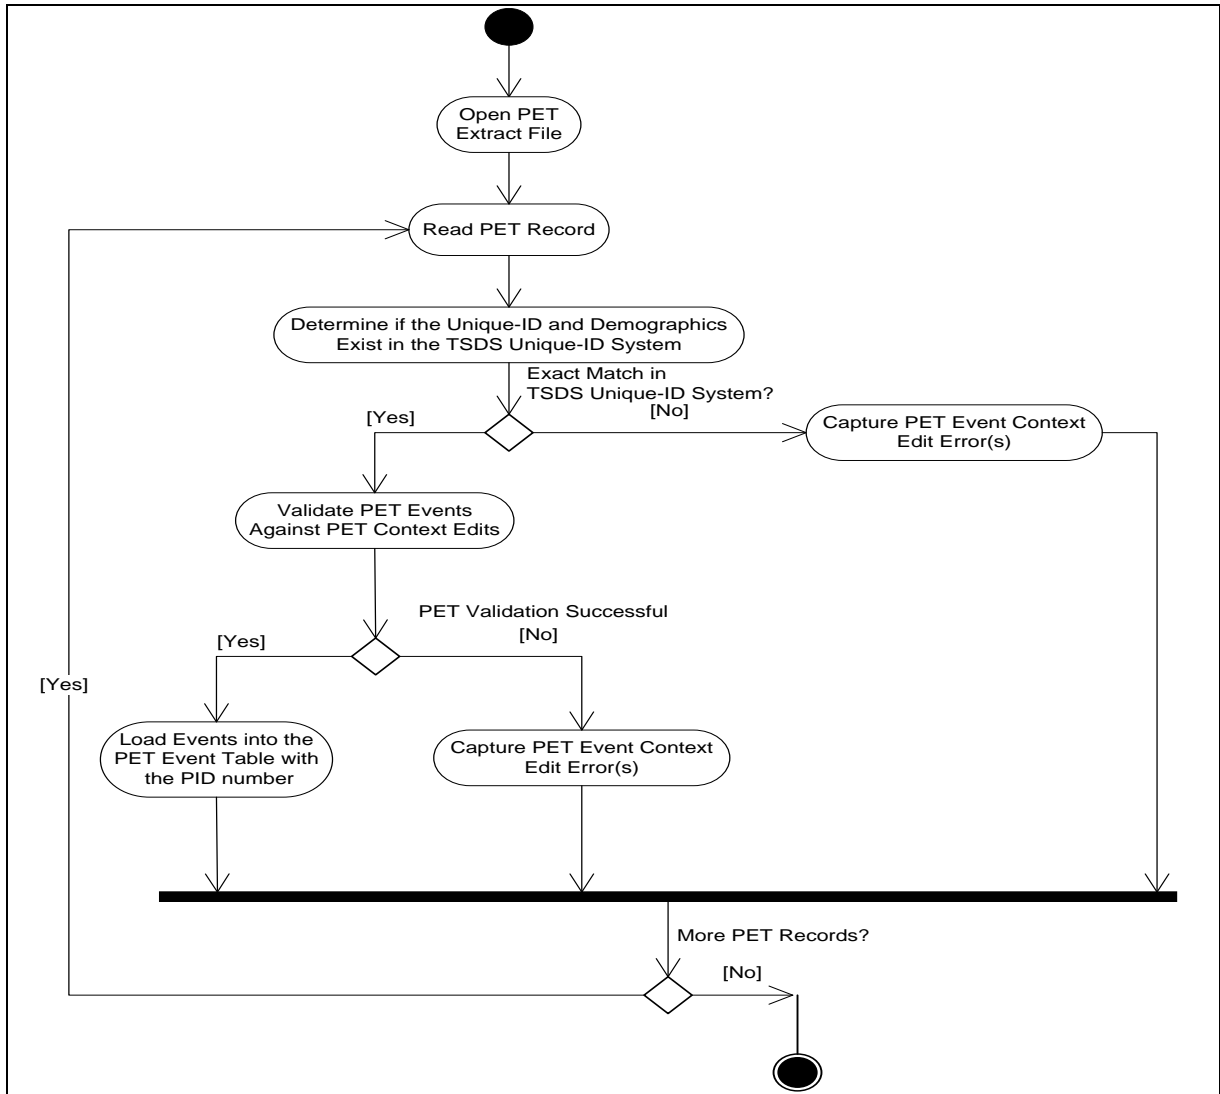 Open PET
Extract File
Read PET Record
Determine if the Unique-ID and Demographics
Exist in the TSDS Unique-ID System
Exact Match in
TSDS Unique-ID System?
[Yes]
[No]
Capture PET Event Context
Edit Error(s)
Validate PET Events
Against PET Context Edits
PET Validation Successful
[Yes]
[No]
[Yes]
Load Events into the
PET Event Table with
the PID number
Capture PET Event Context
Edit Error(s)
More PET Records?
[No]